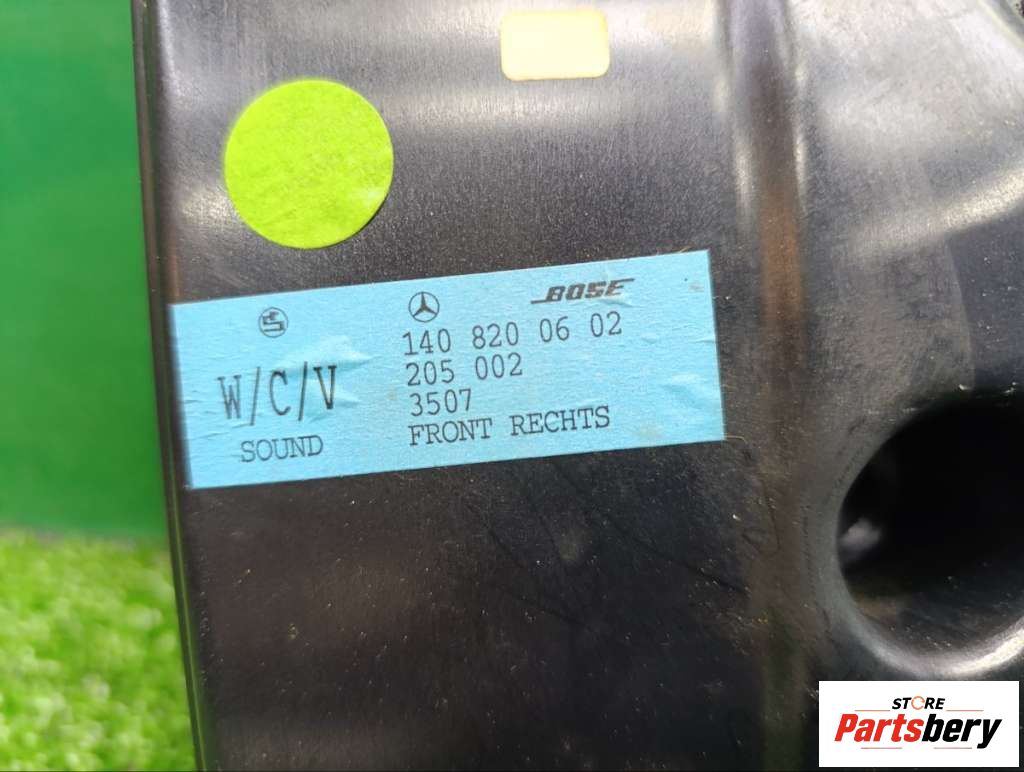 BOSE
140 820 06 02
205 002
3507
FRONT RECHTS
W/C/V
SOUND
STORE
Partsbery